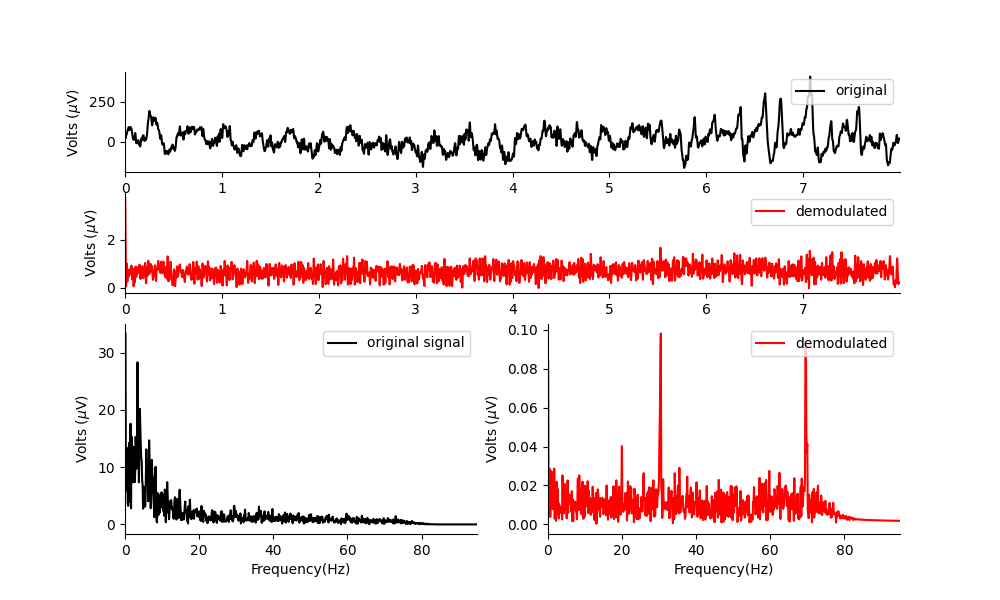 original
Volts (μV)
250
0
0 1 2 3 4 5 6 7
demodulated
Volts (μV)
2
0
0 1 2 3 4 5 6 7
original signal
Volts (μV)
30
20
10
0
0 20 40 60 80
Frequency(Hz)
demodulated
Volts (μV)
0.10
0.08
0.06
0.04
0.02
0.00
0 20 40 60 80
Frequency(Hz)